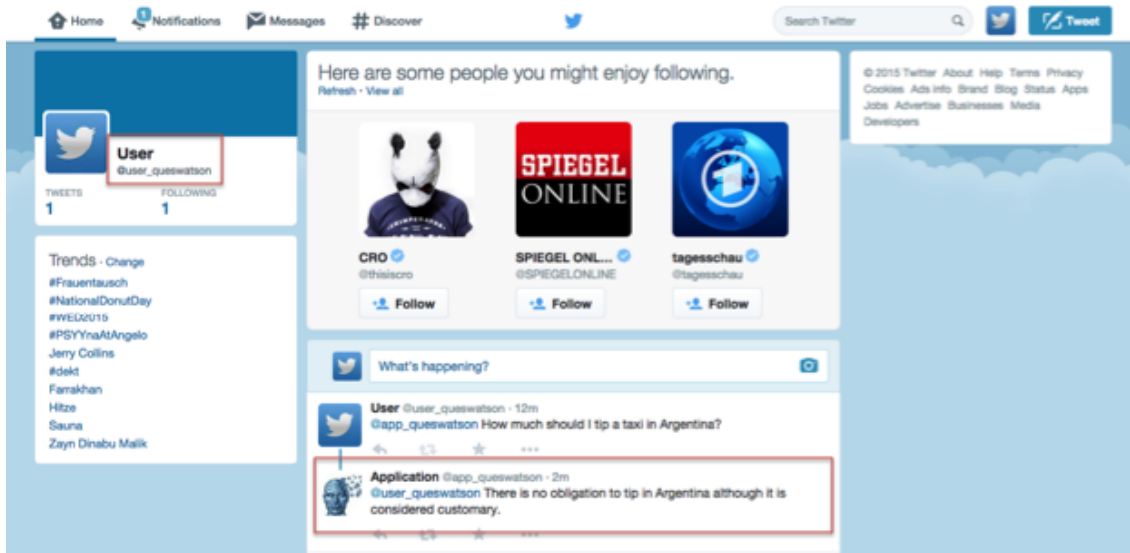 Home 1 Notifications Messages # Discover Search Twitter Tweet
User
@user_queswatson
TWEETS FOLLOWING
1 1
Trends · Change
#Frauentausch
#NationalDonutDay
#WED2015
#PSYYnaAtAngelo
Jerry Collins
#dekt
Farrakhan
Hitze
Sauna
Zayn Dinabu Malik
Here are some people you might enjoy following.
Refresh · View all
SPIEGEL
ONLINE
CRO SPIEGEL ONL... tagesschau
@thisiscro @SPIEGELONLINE @tagesschau
Follow Follow Follow
What's happening?
User @user_queswatson · 12m
@app_queswatson How much should I tip a taxi in Argentina?
Application @app_queswatson · 2m
@user_queswatson There is no obligation to tip in Argentina although it is
considered customary.
© 2015 Twitter About Help Terms Privacy
Cookies Ads info Brand Blog Status Apps
Jobs Advertise Businesses Media
Developers